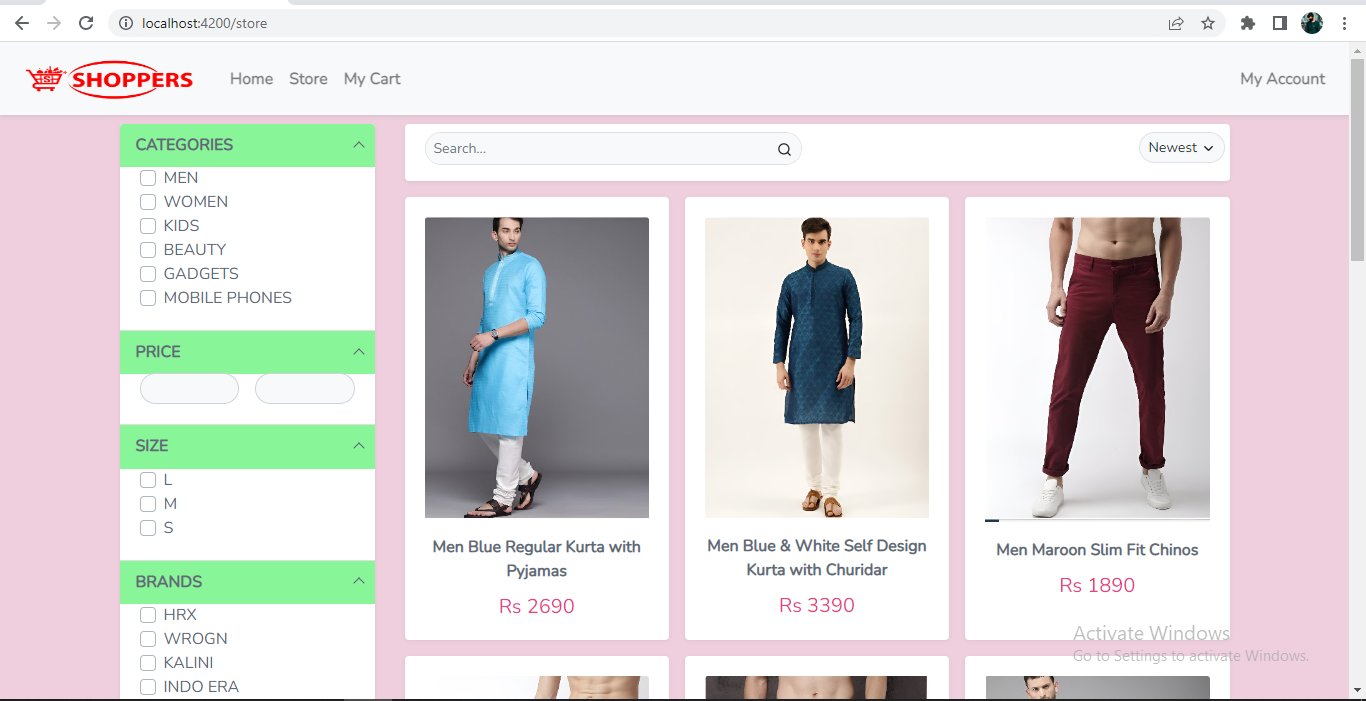 localhost:4200/store
SHOPPERS
Home
Store
My Cart
My Account
CATEGORIES
MEN
WOMEN
KIDS
BEAUTY
GADGETS
MOBILE PHONES
PRICE
SIZE
L
M
S
BRANDS
HRX
WROGN
KALINI
INDO ERA
Search...
Newest
Men Blue Regular Kurta with
Pyjamas
Rs 2690
Men Blue & White Self Design
Kurta with Churidar
Rs 3390
Men Maroon Slim Fit Chinos
Rs 1890
Activate Windows
Go to Settings to activate Windows.